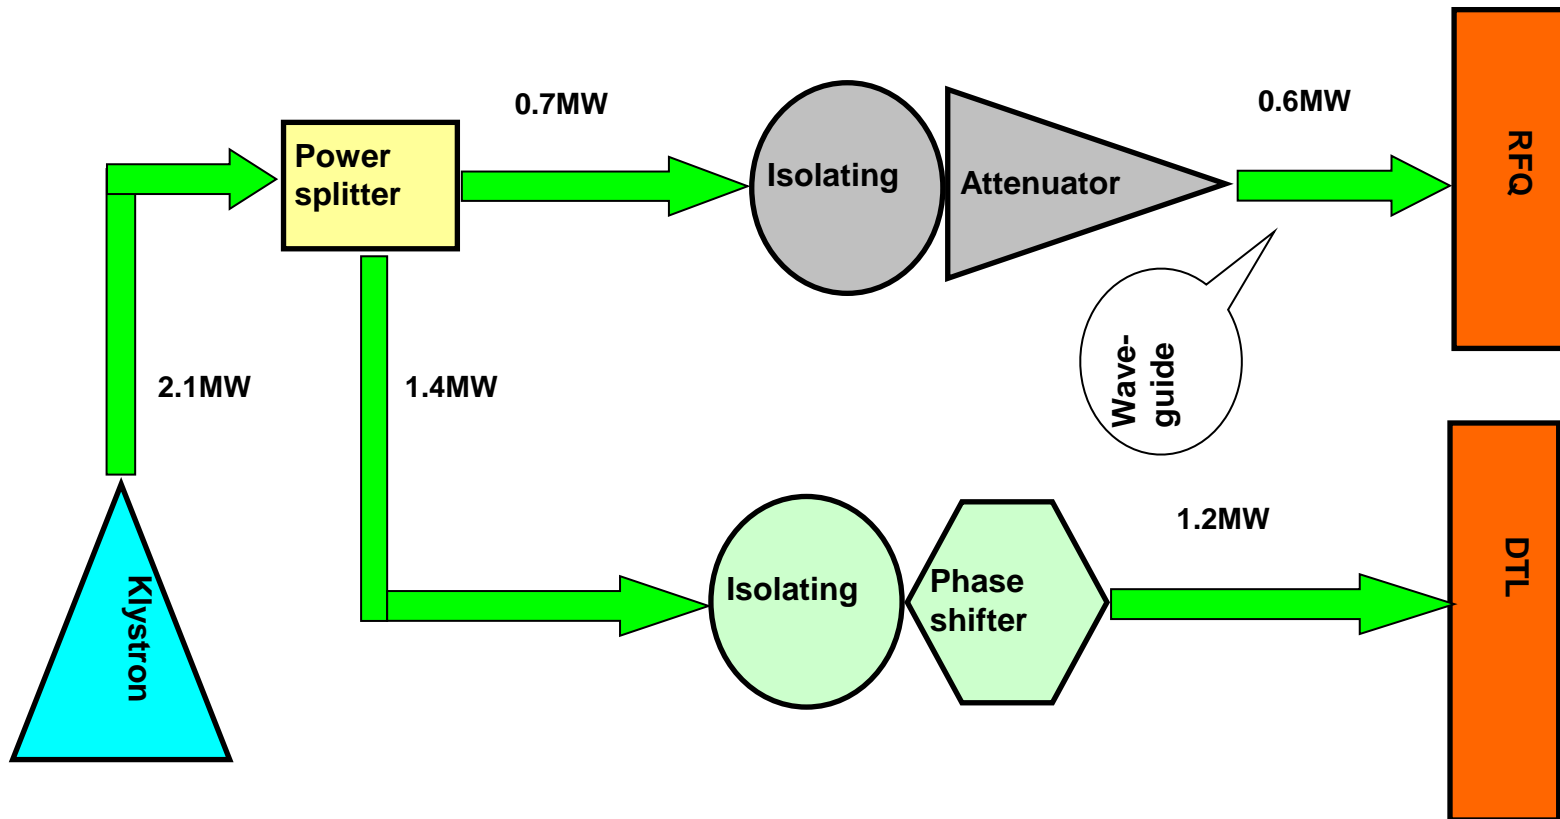 0.7MW
0.6MW
Power
splitter
Isolating
Attenuator
RFQ
Wave-
guide
2.1MW
1.4MW
1.2MW
Klystron
Isolating
Phase
shifter
DTL